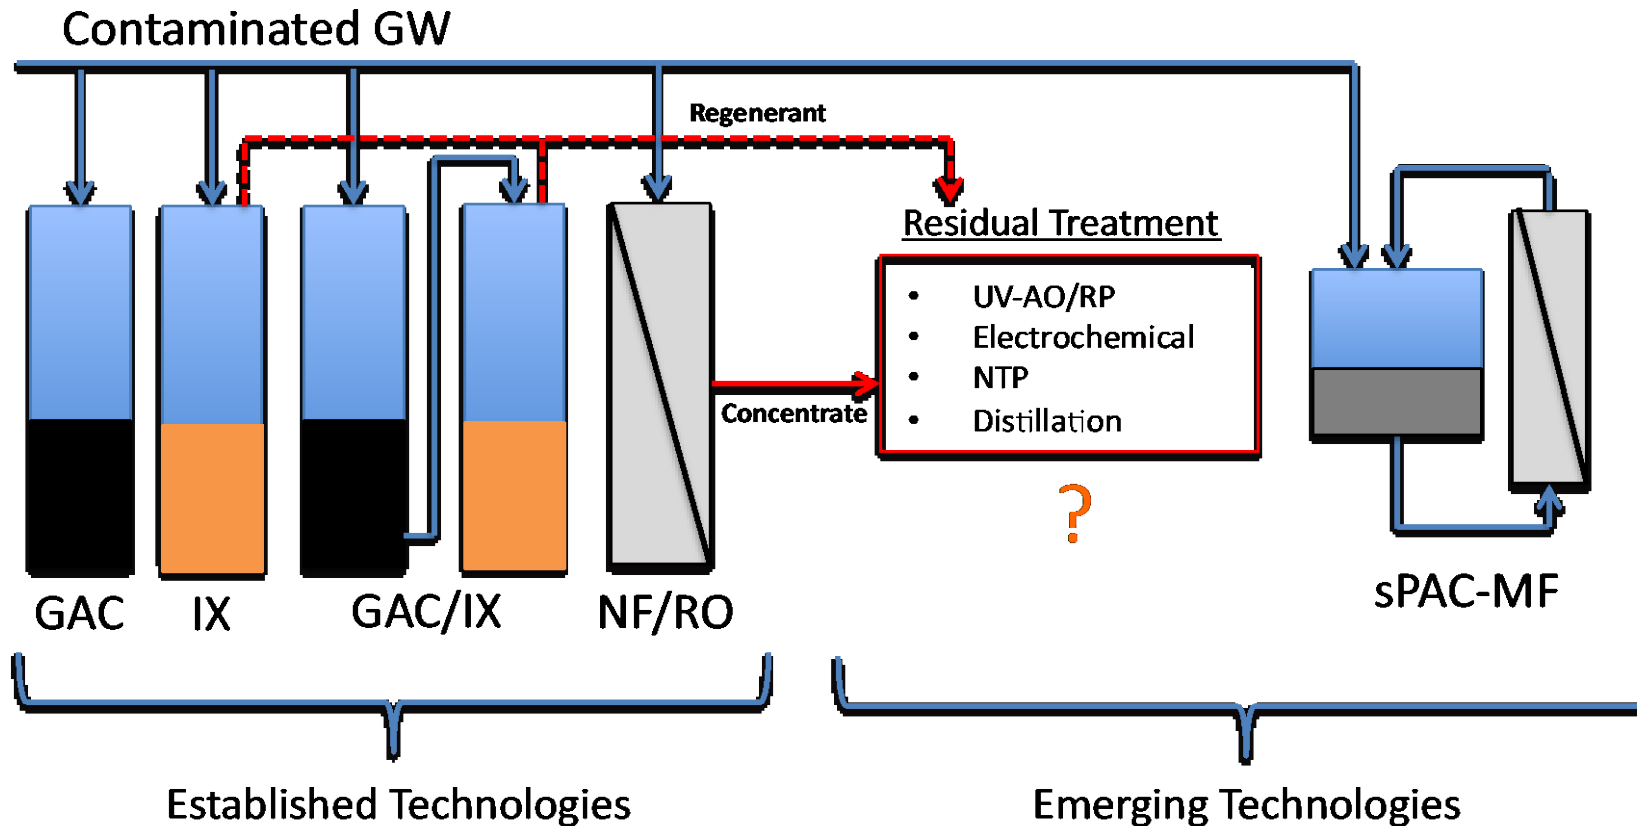 Contaminated GW
Regenerant
Residual Treatment
• UV-AO/RP
• Electrochemical
• NTP
• Distillation
Concentrate
?
GAC
IX
GAC/IX
NF/RO
sPAC-MF
Established Technologies
Emerging Technologies